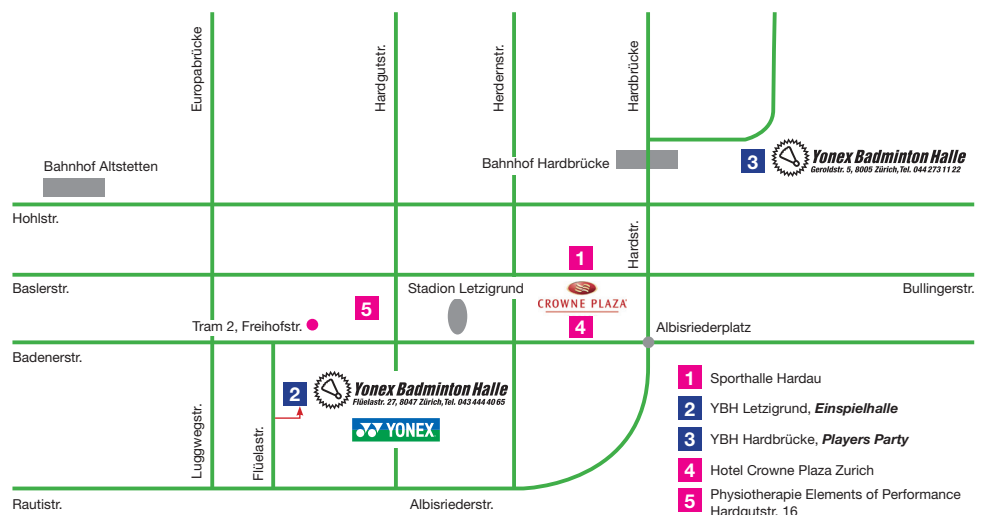 Europabrücke
Hardgutstr.
Herdernstr.
Hardbrücke
Bahnhof Altstetten
Bahnhof Hardbrücke
3
Yonex Badminton Halle
Geroldstr. 5, 8005 Zürich, Tel. 044 273 11 22
Hohlstr.
Hardstr.
1
Baslerstr.
Stadion Letzigrund
Bullingerstr.
CROWNE PLAZA
5
Tram 2, Freihofstr.
4
Albisriederplatz
Badenerstr.
2
Yonex Badminton Halle
Flüelastr. 27, 8047 Zürich, Tel. 043 444 40 65
YONEX
Luggwegstr.
Flüelastr.
Rautistr.
Albisriederstr.
1 Sporthalle Hardau
2 YBH Letzigrund, Einspielhalle
3 YBH Hardbrücke, Players Party
4 Hotel Crowne Plaza Zurich
5 Physiotherapie Elements of Performance
Hardgutstr. 16